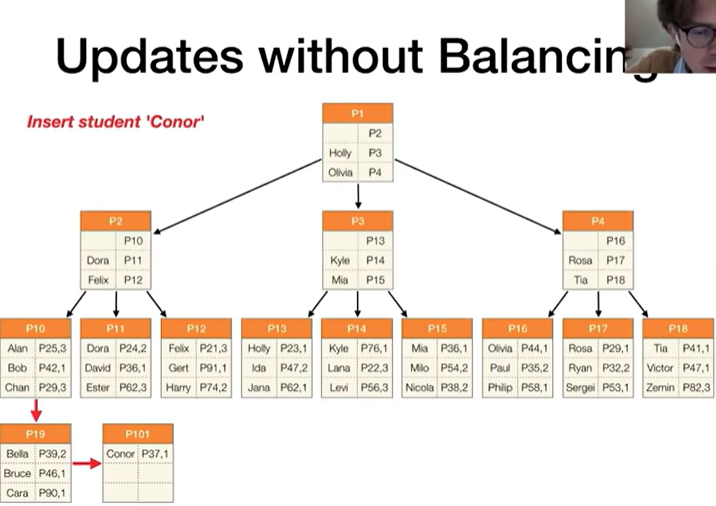 Updates without Balancing
Insert student 'Conor'
P1
P2
Holly P3
Olivia P4
P2
P10
Dora P11
Felix P12
P3
P13
Kyle P14
Mia P15
P4
P16
Rosa P17
Tia P18
P10
Alan P25,3
Bob P42,1
Chan P29,3
P11
Dora P24,2
David P36,1
Ester P62,3
P12
Felix P21,3
Gert P91,1
Harry P74,2
P13
Holly P23,1
Ida P47,2
Jana P62,1
P14
Kyle P76,1
Lana P22,3
Levi P56,3
P15
Mia P36,1
Milo P54,2
Nicola P38,2
P16
Olivia P44,1
Paul P35,2
Philip P58,1
P17
Rosa P29,1
Ryan P32,2
Sergei P53,1
P18
Tia P41,1
Victor P47,1
Zemin P82,3
P19
Bella P39,2
Bruce P46,1
Cara P90,1
P101
Conor P37,1